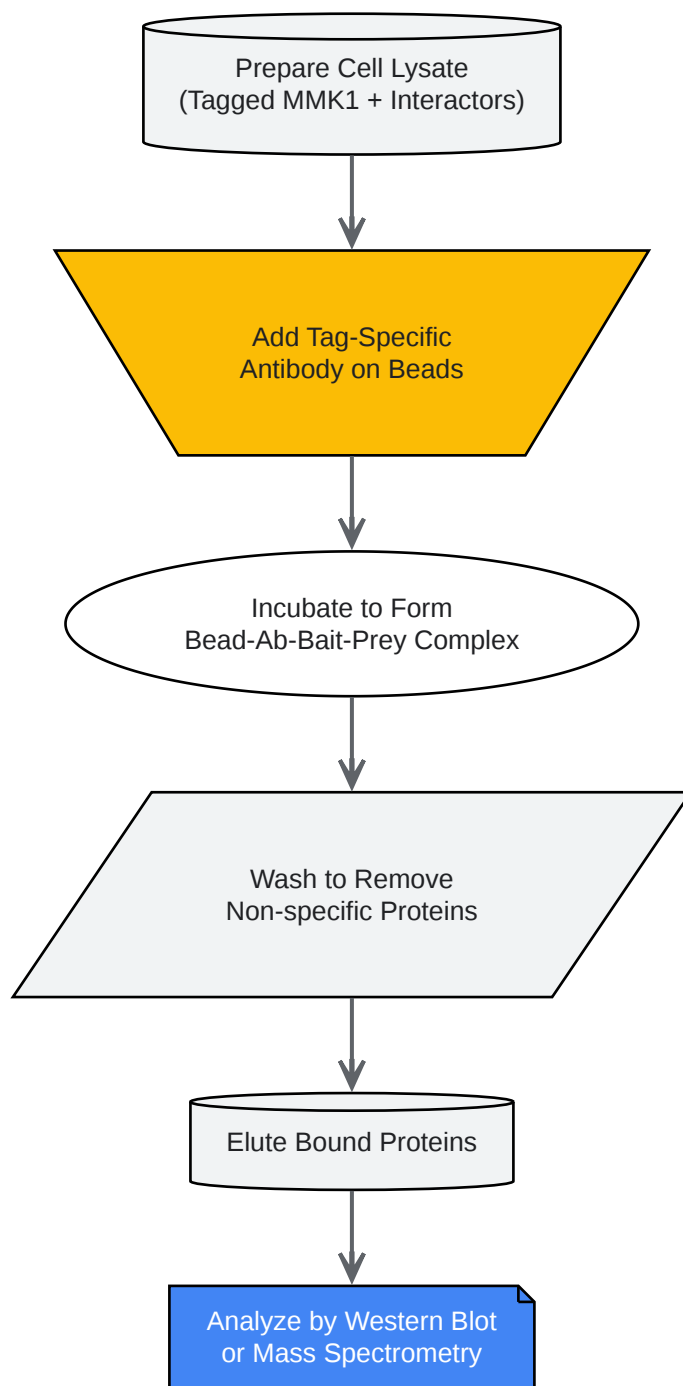 Prepare Cell Lysate
(Tagged MMK1 + Interactors)
Add Tag-Specific
Antibody on Beads
Incubate to Form
Bead-Ab-Bait-Prey Complex
Wash to Remove
Non-specific Proteins
Elute Bound Proteins
Analyze by Western Blot
or Mass Spectrometry